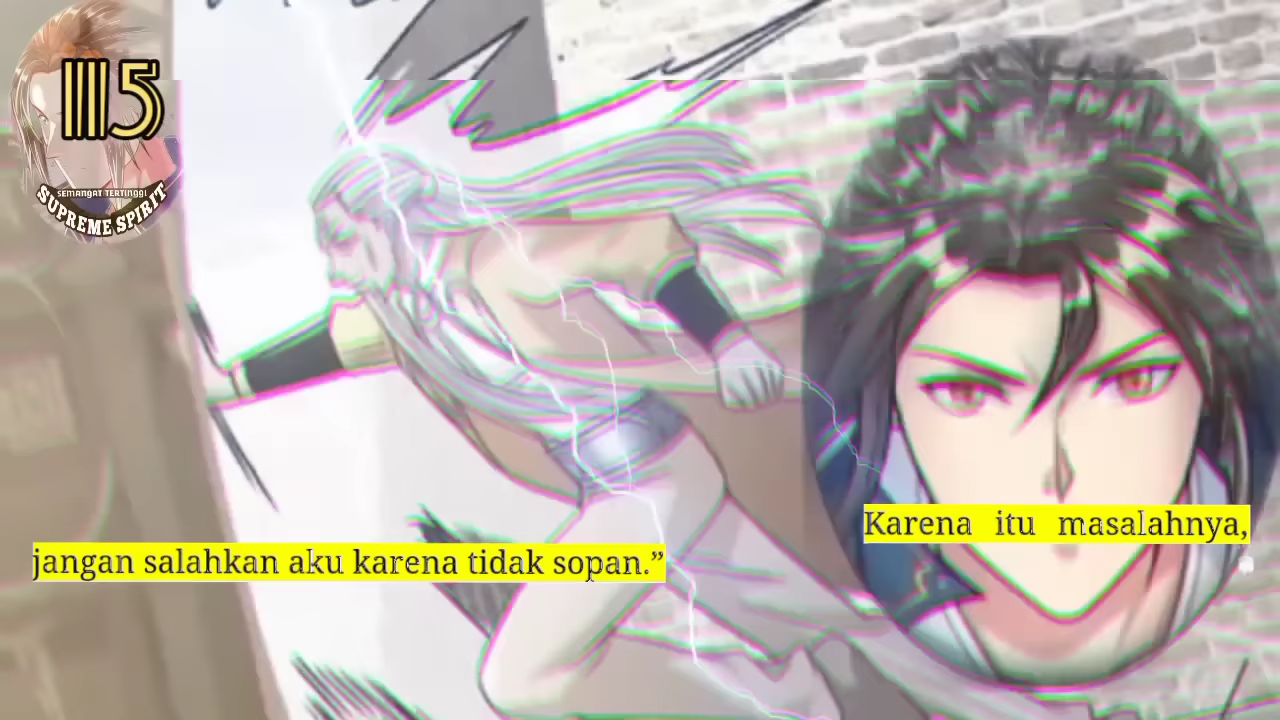 115
SEMANGAT TERTINGGI
SUPREME SPIRIT
Karena itu masalahnya,
jangan salahkan aku karena tidak sopan.”